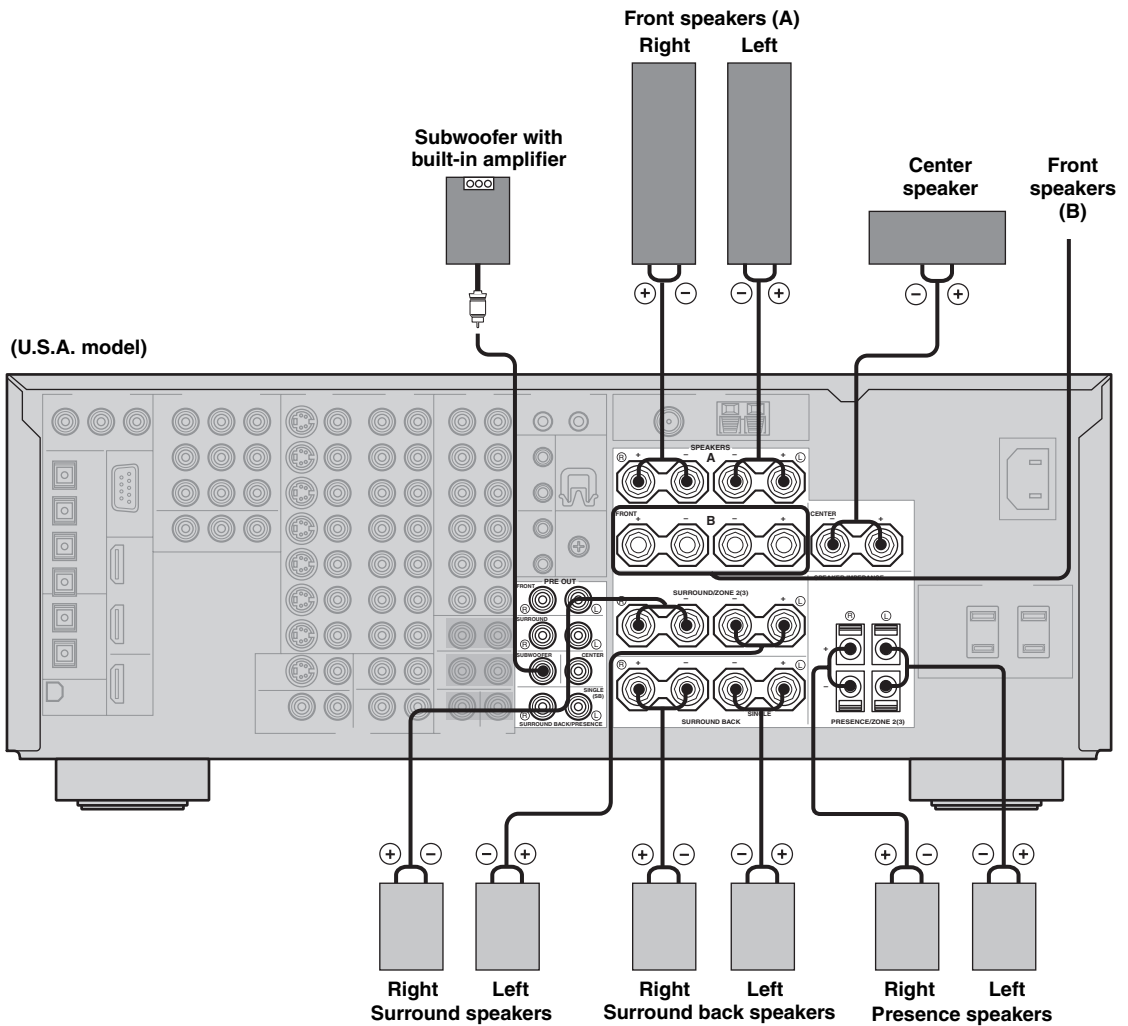 Front speakers (A)
Right Left
Subwoofer with
built-in amplifier
Center
speaker
Front
speakers
(B)
+ − − +
− +
(U.S.A. model)
SPEAKERS
R + − A − + L
FRONT
+ − B − +
CENTER
− +
PRE OUT
FRONT
R L
SURROUND
R L
SUBWOOFER CENTER
SINGLE
(SB)
R L
SURROUND BACK/PRESENCE
SPEAKER IMPEDANCE
SURROUND/ZONE 2(3)
R + − − + L
R + − − + L
SURROUND BACK
SINGLE
R L
+
−
PRESENCE/ZONE 2(3)
+ − − + + − − + + − − +
Right Left
Surround speakers
Right Left
Surround back speakers
Right Left
Presence speakers